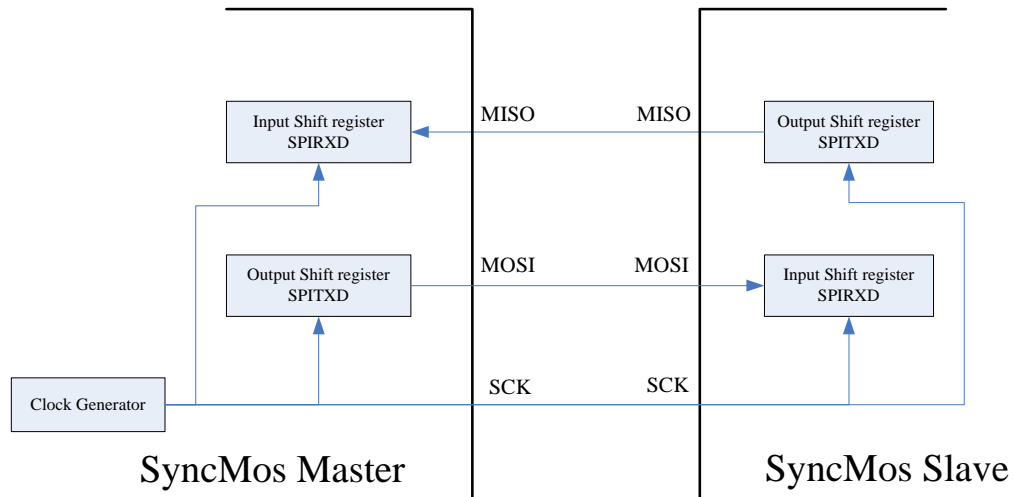 MISO
MISO
Input Shift register
SPIRXD
Output Shift register
SPITXD
MOSI
MOSI
Output Shift register
SPITXD
Input Shift register
SPIRXD
SCK
SCK
Clock Generator
SyncMos Master
SyncMos Slave